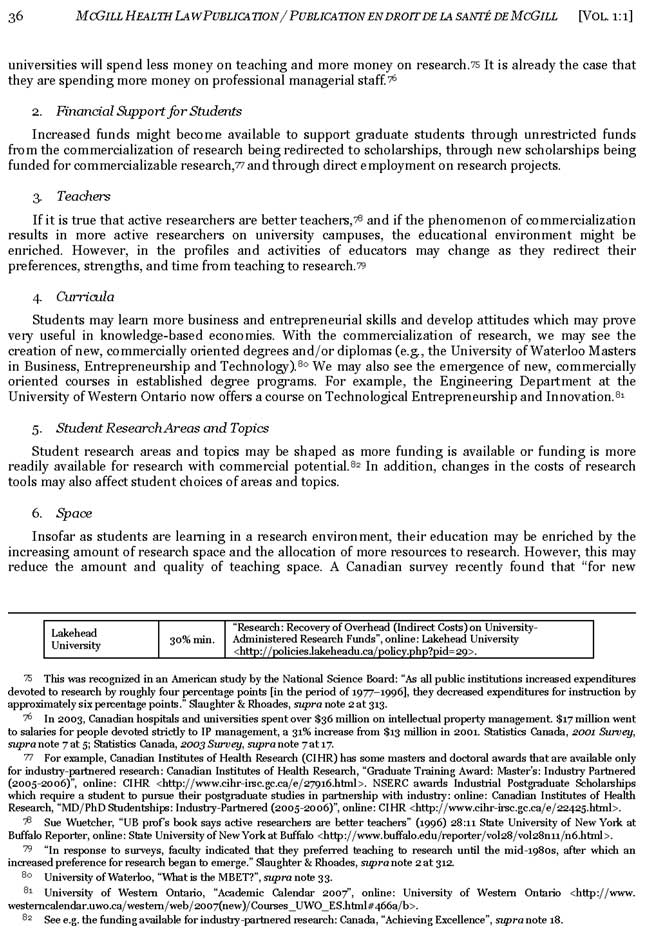 36 MCGILL HEALTH LAW PUBLICATION / PUBLICATION EN DROIT DE LA SANTÉ DE MCGILL [VOL. 1:1]
universities will spend less money on teaching and more money on research.75 It is already the case that
they are spending more money on professional managerial staff.76
2. Financial Support for Students
Increased funds might become available to support graduate students through unrestricted funds
from the commercialization of research being redirected to scholarships, through new scholarships being
funded for commercializable research,77 and through direct employment on research projects.
3. Teachers
If it is true that active researchers are better teachers,78 and if the phenomenon of commercialization
results in more active researchers on university campuses, the educational environment might be
enriched. However, in the profiles and activities of educators may change as they redirect their
preferences, strengths, and time from teaching to research.79
4. Curricula
Students may learn more business and entrepreneurial skills and develop attitudes which may prove
very useful in knowledge-based economies. With the commercialization of research, we may see the
creation of new, commercially oriented degrees and/or diplomas (e.g., the University of Waterloo Masters
in Business, Entrepreneurship and Technology).80 We may also see the emergence of new, commercially
oriented courses in established degree programs. For example, the Engineering Department at the
University of Western Ontario now offers a course on Technological Entrepreneurship and Innovation.81
5. Student Research Areas and Topics
Student research areas and topics may be shaped as more funding is available or funding is more
readily available for research with commercial potential.82 In addition, changes in the costs of research
tools may also affect student choices of areas and topics.
6. Space
Insofar as students are learning in a research environment, their education may be enriched by the
increasing amount of research space and the allocation of more resources to research. However, this may
reduce the amount and quality of teaching space. A Canadian survey recently found that “for new
Lakehead
University
30% min.
“Research: Recovery of Overhead (Indirect Costs) on University-
Administered Research Funds”, online: Lakehead University
<http://policies.lakeheadu.ca/policy.php?pid=29>.
75 This was recognized in an American study by the National Science Board: “As all public institutions increased expenditures
devoted to research by roughly four percentage points [in the period of 1977–1996], they decreased expenditures for instruction by
approximately six percentage points.” Slaughter & Rhoades, supra note 2 at 313.
76 In 2003, Canadian hospitals and universities spent over $36 million on intellectual property management. $17 million went
to salaries for people devoted strictly to IP management, a 31% increase from $13 million in 2001. Statistics Canada, 2001 Survey,
supra note 7 at 5; Statistics Canada, 2003 Survey, supra note 7 at 17.
77 For example, Canadian Institutes of Health Research (CIHR) has some masters and doctoral awards that are available only
for industry-partnered research: Canadian Institutes of Health Research, “Graduate Training Award: Master’s: Industry Partnered
(2005-2006)”, online: CIHR <http://www.cihr-irsc.gc.ca/e/27916.html>. NSERC awards Industrial Postgraduate Scholarships
which require a student to pursue their postgraduate studies in partnership with industry: online: Canadian Institutes of Health
Research, “MD/PhD Studentships: Industry-Partnered (2005-2006)”, online: CIHR <http://www.cihr-irsc.gc.ca/e/22425.html>.
78 Sue Wuetcher, “UB prof’s book says active researchers are better teachers” (1996) 28:11 State University of New York at
Buffalo Reporter, online: State University of New York at Buffalo <http://www.buffalo.edu/reporter/vol28/vol28n11/n6.html>.
79 “In response to surveys, faculty indicated that they preferred teaching to research until the mid-1980s, after which an
increased preference for research began to emerge.” Slaughter & Rhoades, supra note 2 at 312.
80 University of Waterloo, “What is the MBET?”, supra note 33.
81 University of Western Ontario, “Academic Calendar 2007”, online: University of Western Ontario <http://www.
westerncalendar.uwo.ca/western/web/2007(new)/Courses_UWO_ES.html#466a/b>.
82 See e.g. the funding available for industry-partnered research: Canada, “Achieving Excellence”, supra note 18.